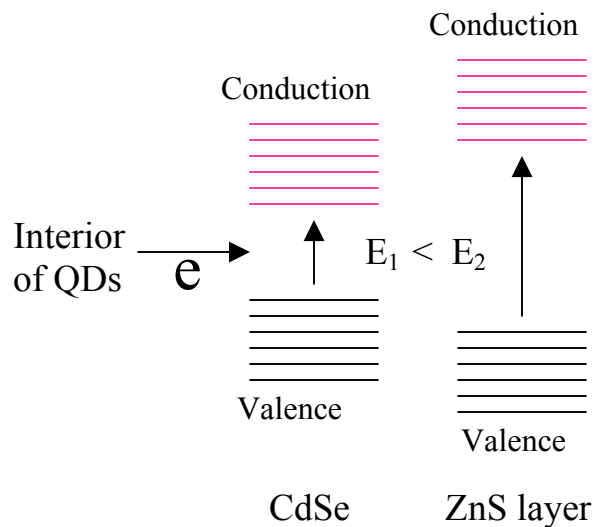 Conduction
Conduction
Interior
of QDs
e
E₁ < E₂
Valence
Valence
CdSe
ZnS layer